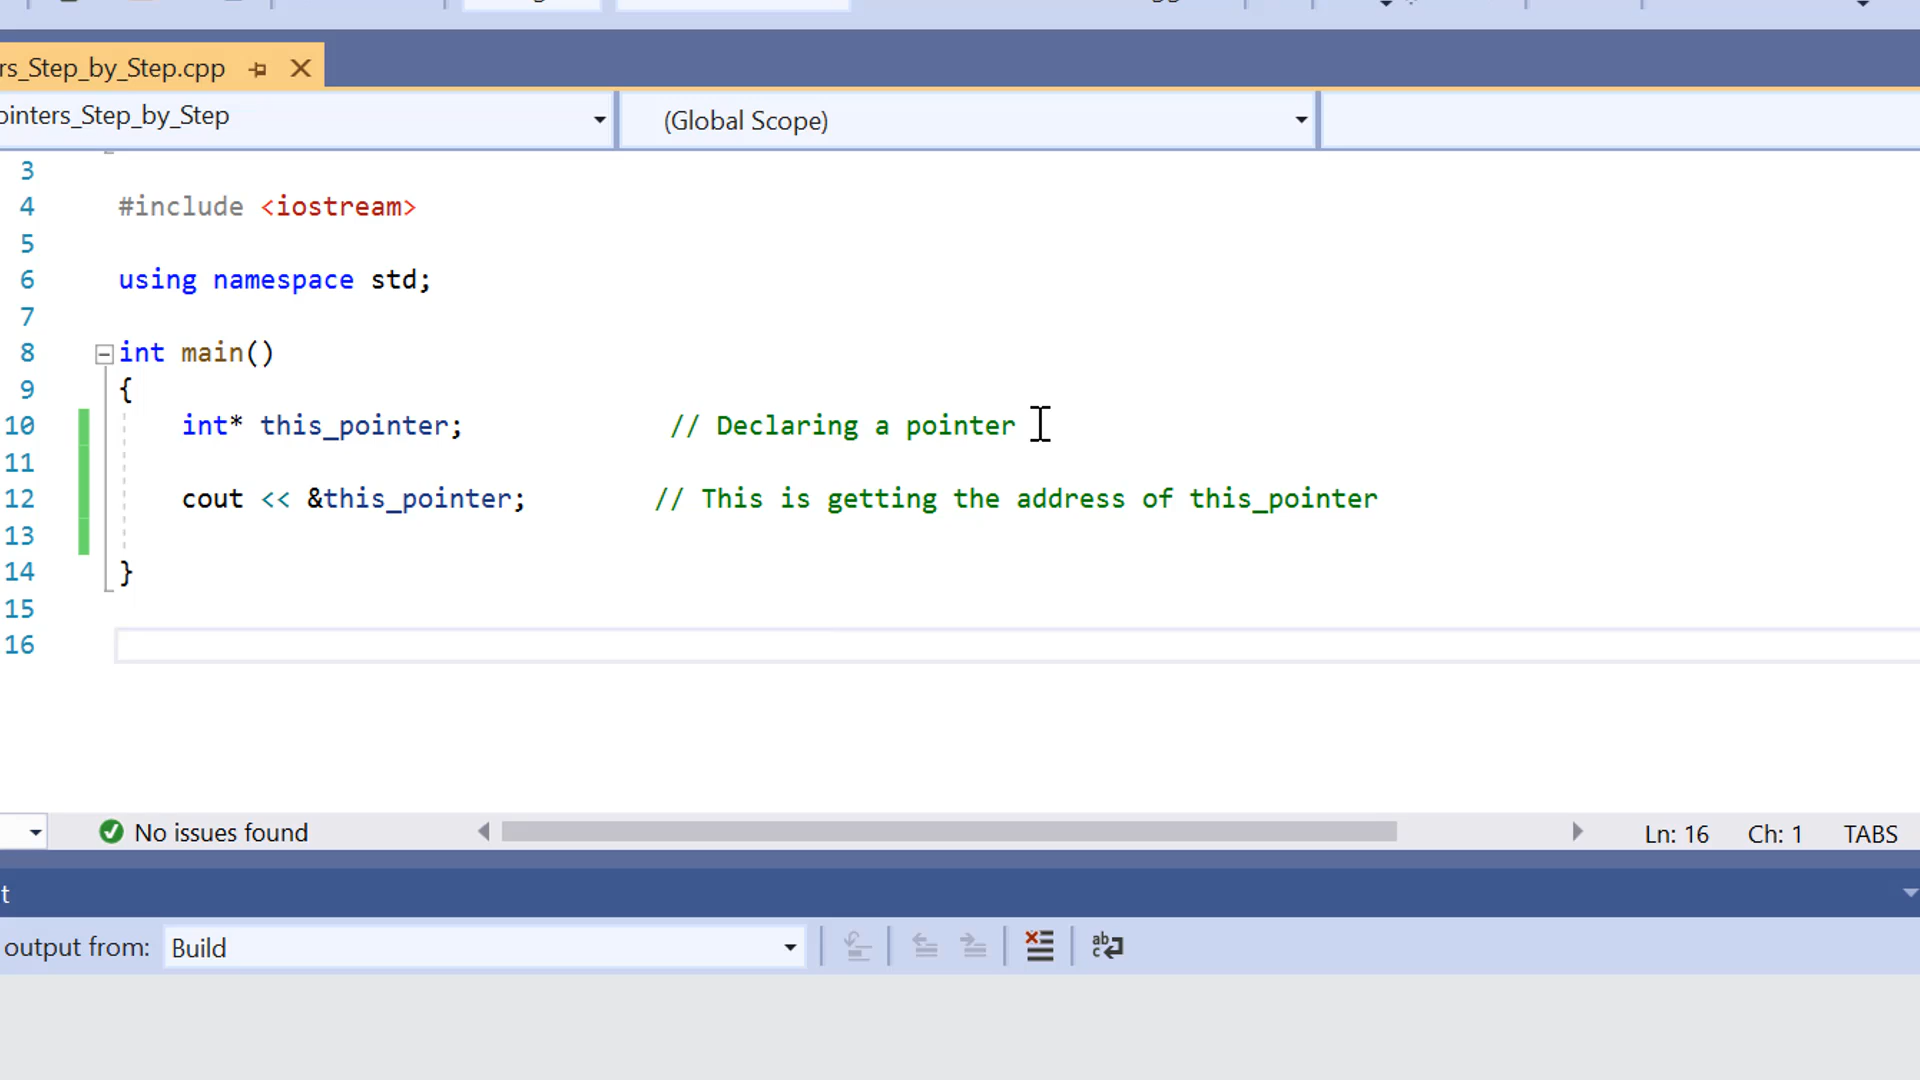 rs_Step_by_Step.cpp
ointers_Step_by_Step
(Global Scope)
3
4 #include <iostream>
5
6 using namespace std;
7
8 int main()
9 {
10 int* this_pointer; // Declaring a pointer
11
12 cout << &this_pointer; // This is getting the address of this_pointer
13
14 }
15
16
No issues found
Ln: 16 Ch: 1 TABS
t
output from: Build